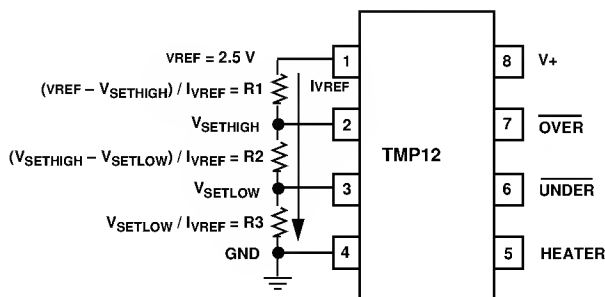 VREF = 2.5 V
1
8
V+
(VREF – VSETHIGH) / IVREF = R1
IVREF
VSETHIGH
2
7
OVER
(VSETHIGH – VSETLOW) / IVREF = R2
TMP12
VSETLOW
3
6
UNDER
VSETLOW / IVREF = R3
GND
4
5
HEATER